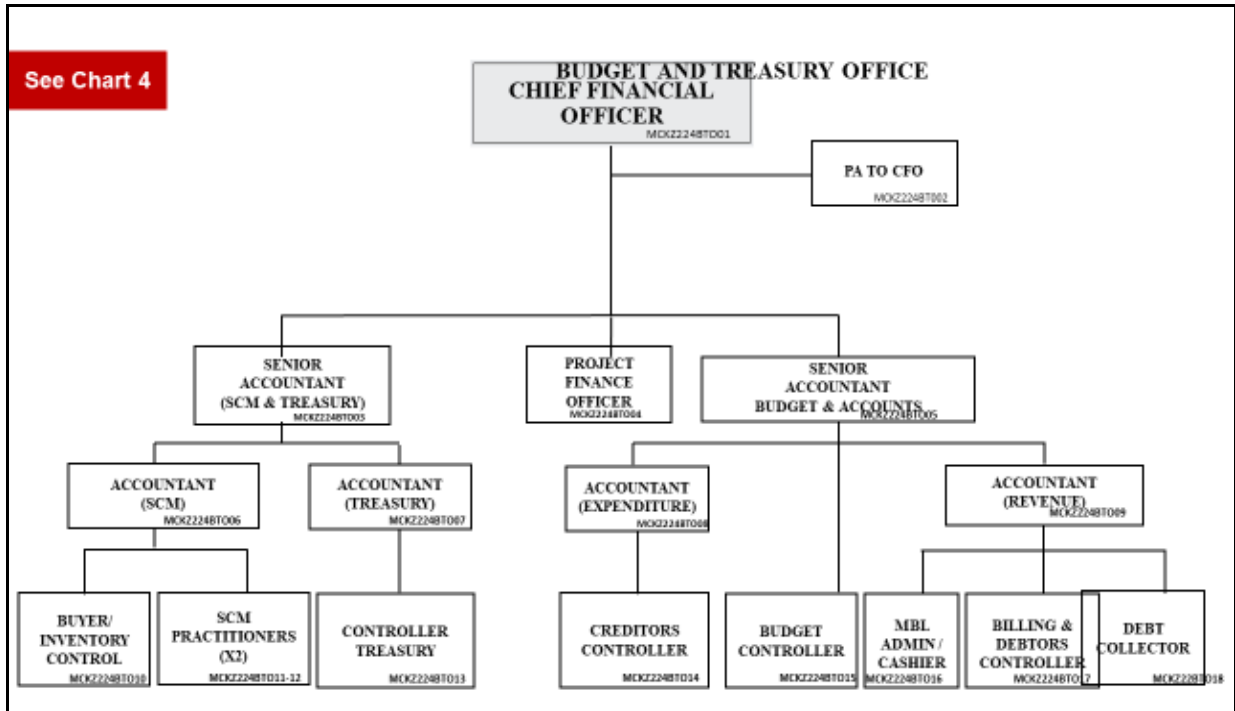 See Chart 4
BUDGET AND TREASURY OFFICE
CHIEF FINANCIAL
OFFICER
MCKZ224BTO01
PA TO CFO
MCKZ224BTO02
SENIOR
ACCOUNTANT
(SCM & TREASURY)
MCKZ224BTO03
PROJECT
FINANCE
OFFICER
MCKZ224BTO04
SENIOR
ACCOUNTANT
BUDGET & ACCOUNTS
MCKZ224BTO05
ACCOUNTANT
(SCM)
MCKZ224BTO06
ACCOUNTANT
(TREASURY)
MCKZ224BTO07
ACCOUNTANT
(EXPENDITURE)
MCKZ224BTO08
ACCOUNTANT
(REVENUE)
MCKZ224BTO09
BUYER/
INVENTORY
CONTROL
MCKZ224BTO10
SCM
PRACTITIONERS
(X2)
MCKZ224BTO11-12
CONTROLLER
TREASURY
MCKZ224BTO13
CREDITORS
CONTROLLER
MCKZ224BTO14
BUDGET
CONTROLLER
MCKZ224BTO15
MBL
ADMIN /
CASHIER
MCKZ224BTO16
BILLING &
DEBTORS
CONTROLLER
MCKZ224BTO17
DEBT
COLLECTOR
MCKZ22BTO18